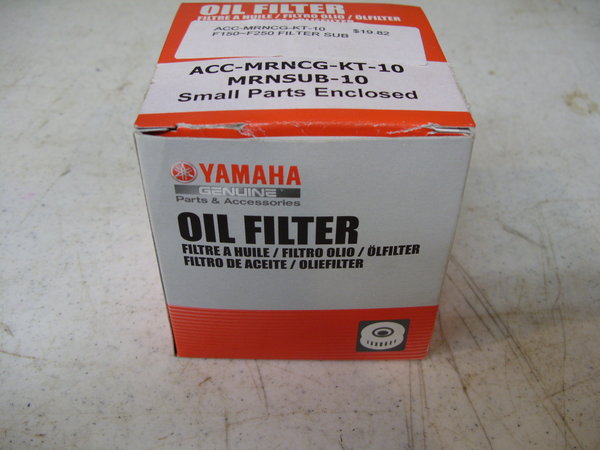 OIL FILTER
FILTRE A HUILE / FILTRO OLIO / ÖLFILTER
ACC-MRNCG-KT-10
F150~F250 FILTER SUB $19.82
ACC-MRNCG-KT-10
MRNSUB-10
Small Parts Enclosed
YAMAHA
GENUINE
Parts & Accessories
OIL FILTER
FILTRE A HUILE / FILTRO OLIO / ÖLFILTER
FILTRO DE ACEITE / OLIEFILTER